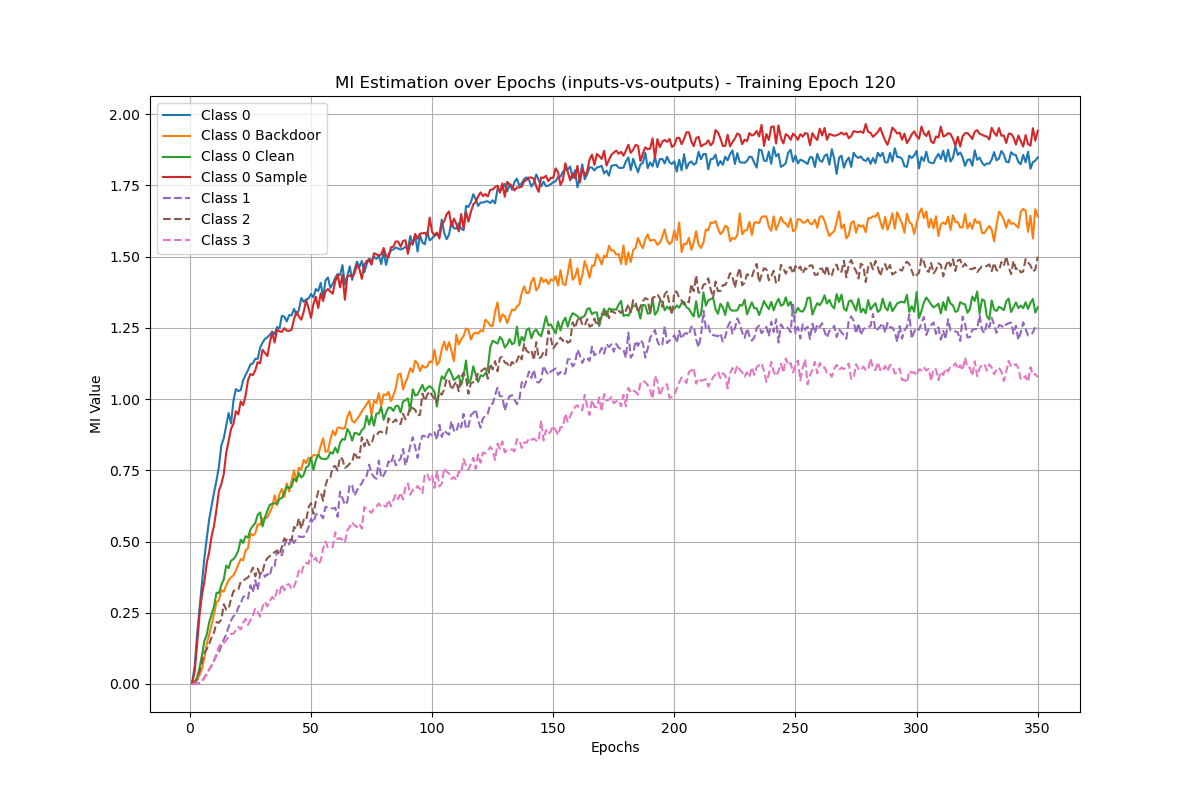 MI Estimation over Epochs (inputs-vs-outputs) - Training Epoch 120
MI Value
2.00
1.75
1.50
1.25
1.00
0.75
0.50
0.25
0.00
Class 0
Class 0 Backdoor
Class 0 Clean
Class 0 Sample
Class 1
Class 2
Class 3
0 50 100 150 200 250 300 350
Epochs